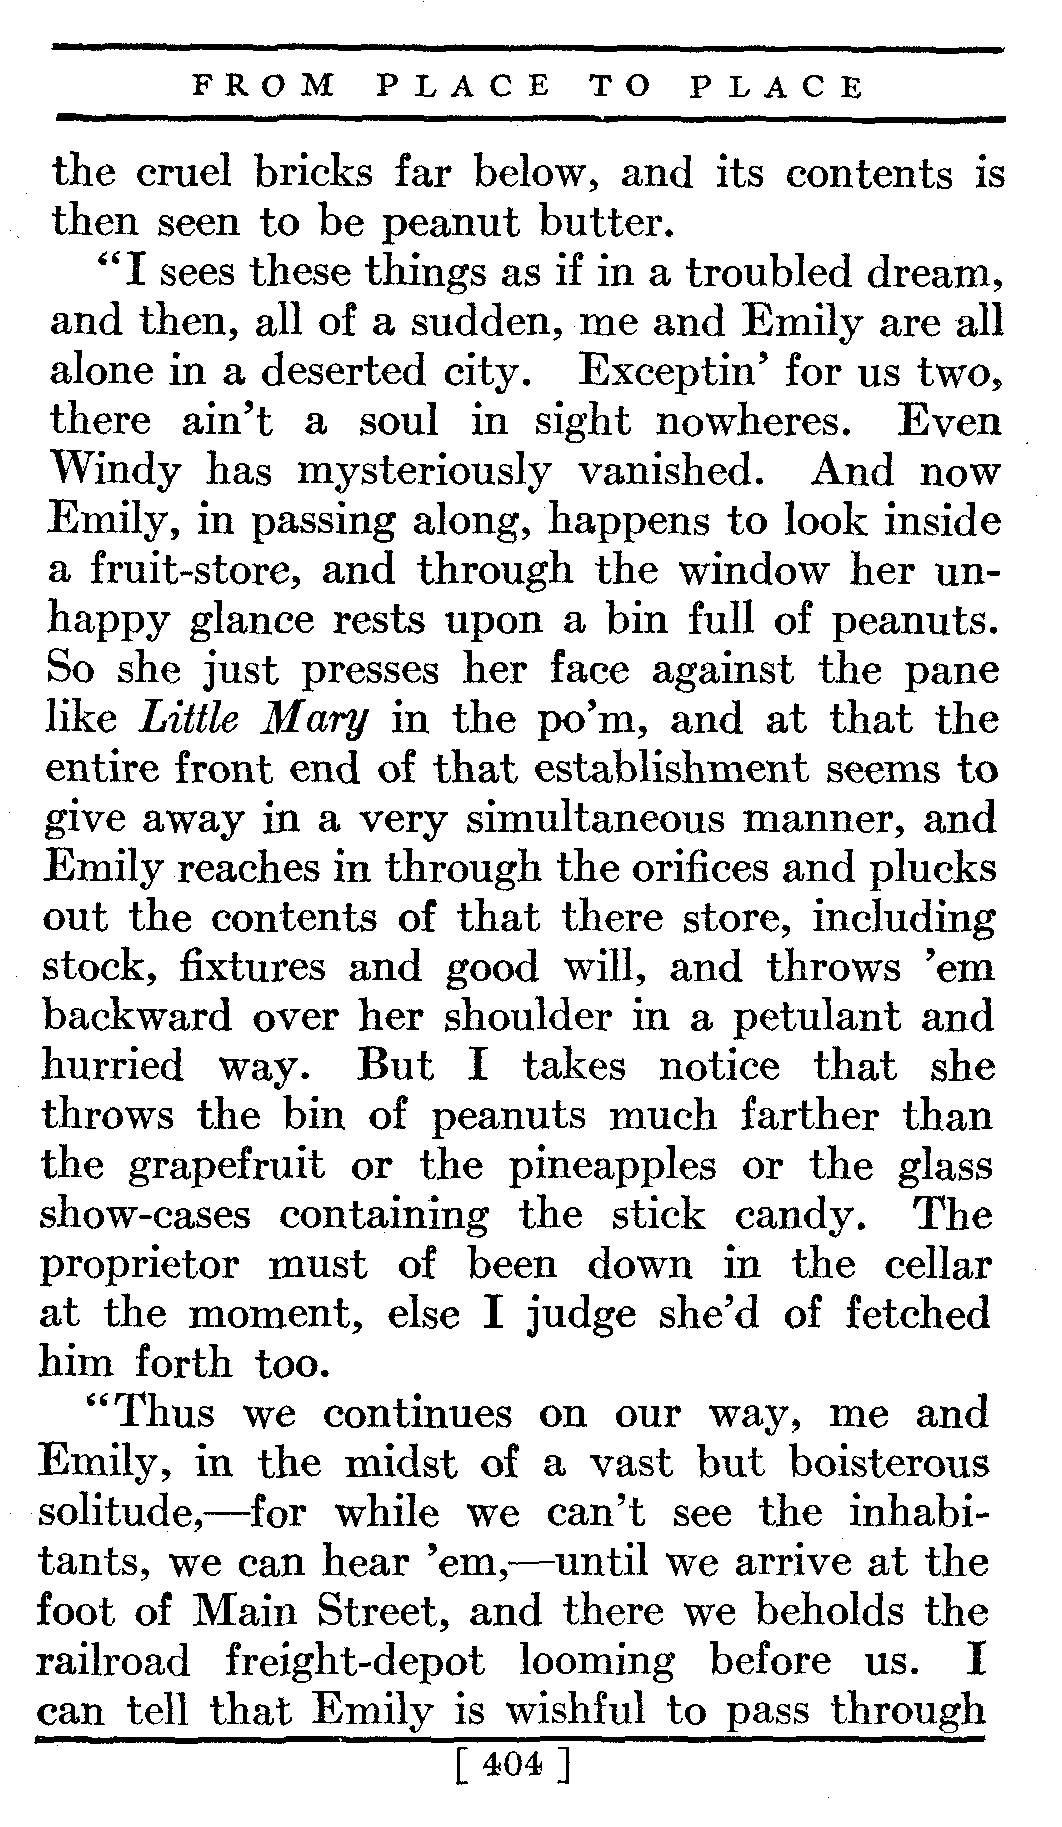 FROM PLACE TO PLACE
the cruel bricks far below, and its contents is
then seen to be peanut butter.
“I sees these things as if in a troubled dream,
and then, all of a sudden, me and Emily are all
alone in a deserted city. Exceptin’ for us two,
there ain’t a soul in sight nowheres. Even
Windy has mysteriously vanished. And now
Emily, in passing along, happens to look inside
a fruit-store, and through the window her un-
happy glance rests upon a bin full of peanuts.
So she just presses her face against the pane
like Little Mary in the po’m, and at that the
entire front end of that establishment seems to
give away in a very simultaneous manner, and
Emily reaches in through the orifices and plucks
out the contents of that there store, including
stock, fixtures and good will, and throws ’em
backward over her shoulder in a petulant and
hurried way. But I takes notice that she
throws the bin of peanuts much farther than
the grapefruit or the pineapples or the glass
show-cases containing the stick candy. The
proprietor must of been down in the cellar
at the moment, else I judge she’d of fetched
him forth too.
“Thus we continues on our way, me and
Emily, in the midst of a vast but boisterous
solitude,—for while we can’t see the inhabi-
tants, we can hear ’em,—until we arrive at the
foot of Main Street, and there we beholds the
railroad freight-depot looming before us. I
can tell that Emily is wishful to pass through
[ 404 ]